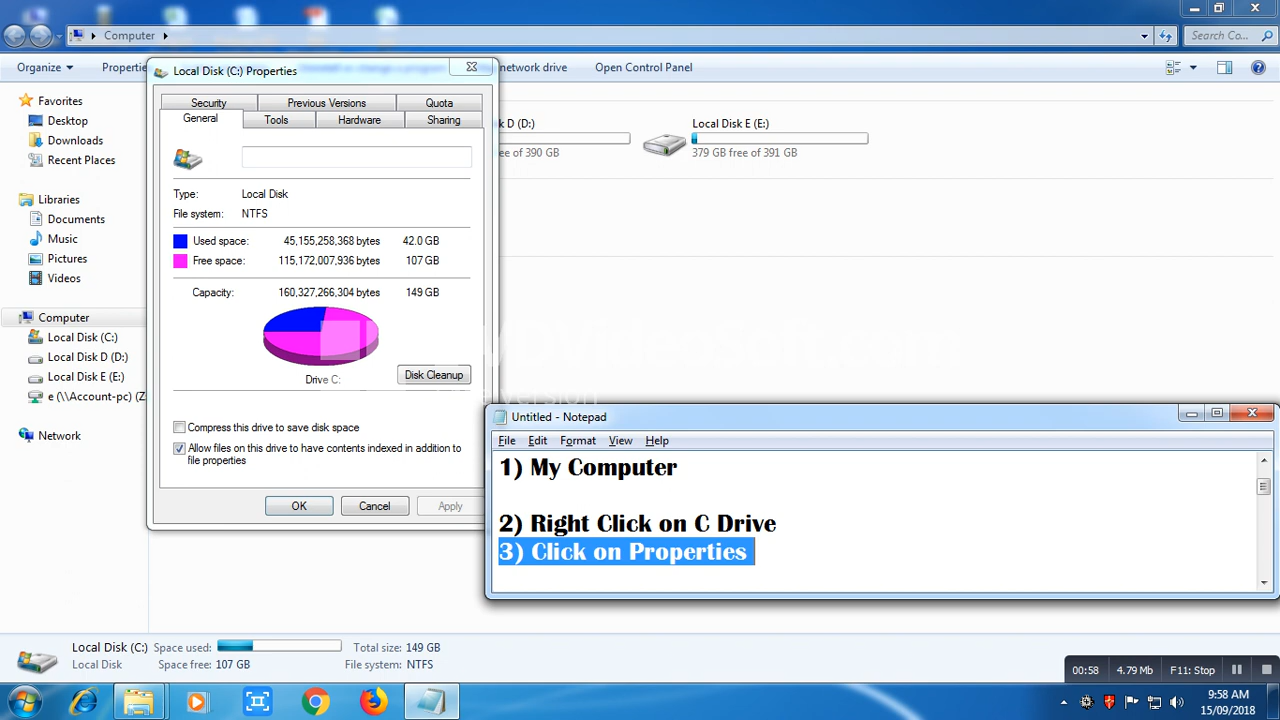 Computer
Search Co...
Organize
Properti
network drive
Open Control Panel
Local Disk (C:) Properties
Security
Previous Versions
Quota
General
Tools
Hardware
Sharing
Type: Local Disk
File system: NTFS
Used space: 45,155,258,368 bytes 42.0 GB
Free space: 115,172,007,936 bytes 107 GB
Capacity: 160,327,266,304 bytes 149 GB
Drive C:
Disk Cleanup
Compress this drive to save disk space
Allow files on this drive to have contents indexed in addition to
file properties
OK
Cancel
Apply
k D (D:)
ee of 390 GB
Local Disk E (E:)
379 GB free of 391 GB
Favorites
Desktop
Downloads
Recent Places
Libraries
Documents
Music
Pictures
Videos
Computer
Local Disk (C:)
Local Disk D (D:)
Local Disk E (E:)
e (\\Account-pc) (Z
Network
Untitled - Notepad
File Edit Format View Help
1) My Computer
2) Right Click on C Drive
3) Click on Properties
Local Disk (C:) Space used: Total size: 149 GB
Local Disk Space free: 107 GB File system: NTFS
00:58 4.79 Mb F11: Stop
9:58 AM
15/09/2018